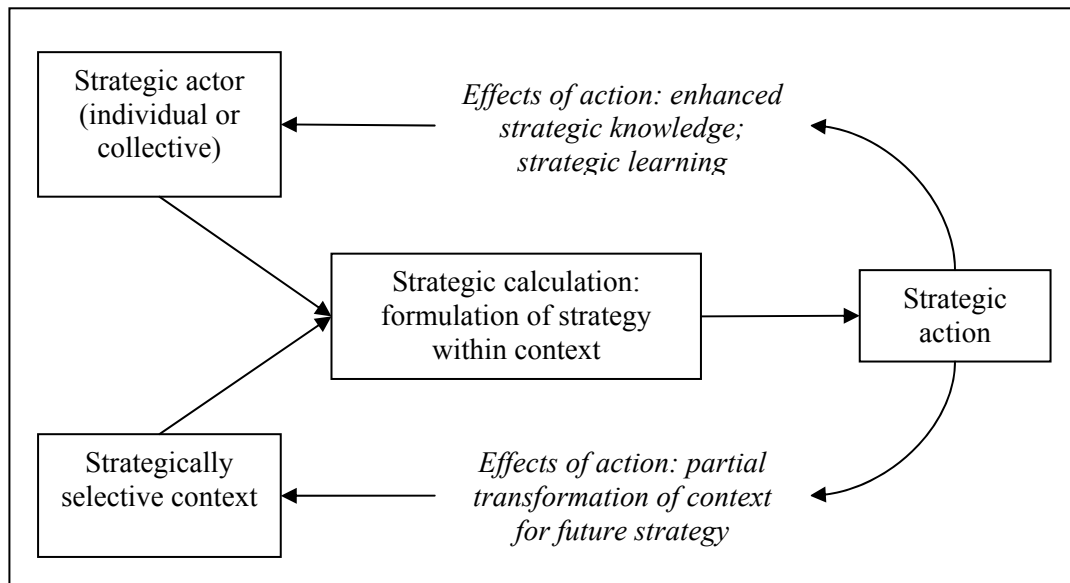 Strategic actor
(individual or
collective)
Effects of action: enhanced
strategic knowledge;
strategic learning
Strategic calculation:
formulation of strategy
within context
Strategic
action
Strategically
selective context
Effects of action: partial
transformation of context
for future strategy